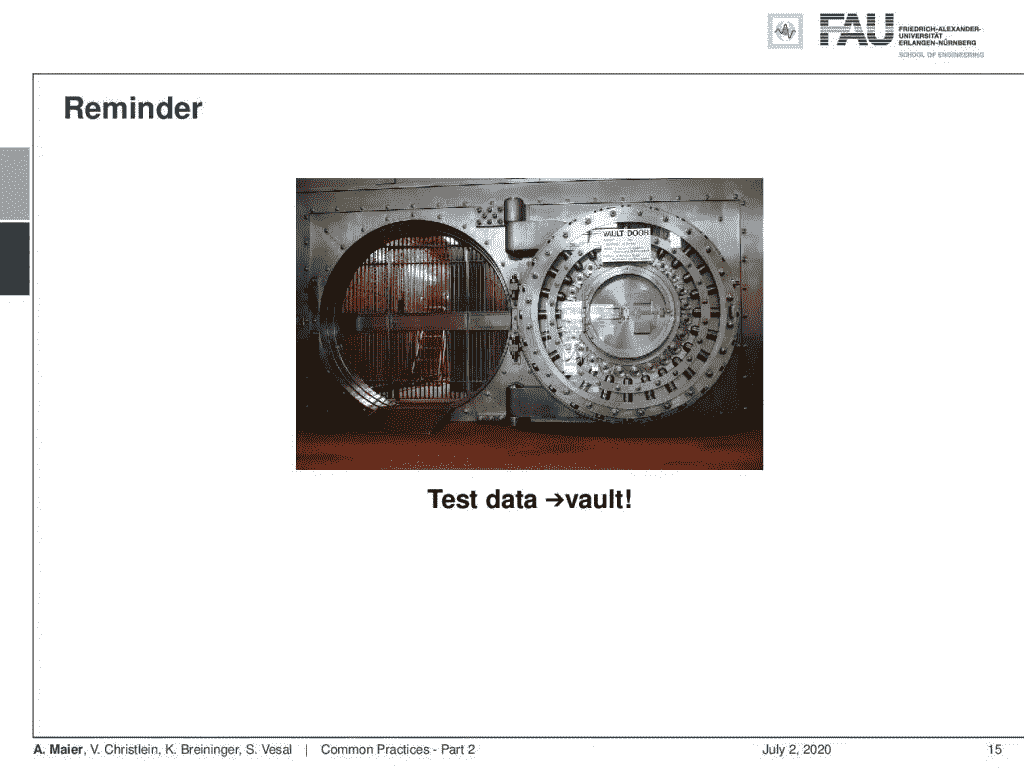 FAU
FRIEDRICH-ALEXANDER-
UNIVERSITÄT
ERLANGEN-NÜRNBERG
SCHOOL OF ENGINEERING
Reminder
VAULT DOOR
Test data ➔vault!
A. Maier, V. Christlein, K. Breininger, S. Vesal | Common Practices - Part 2 July 2, 2020 15